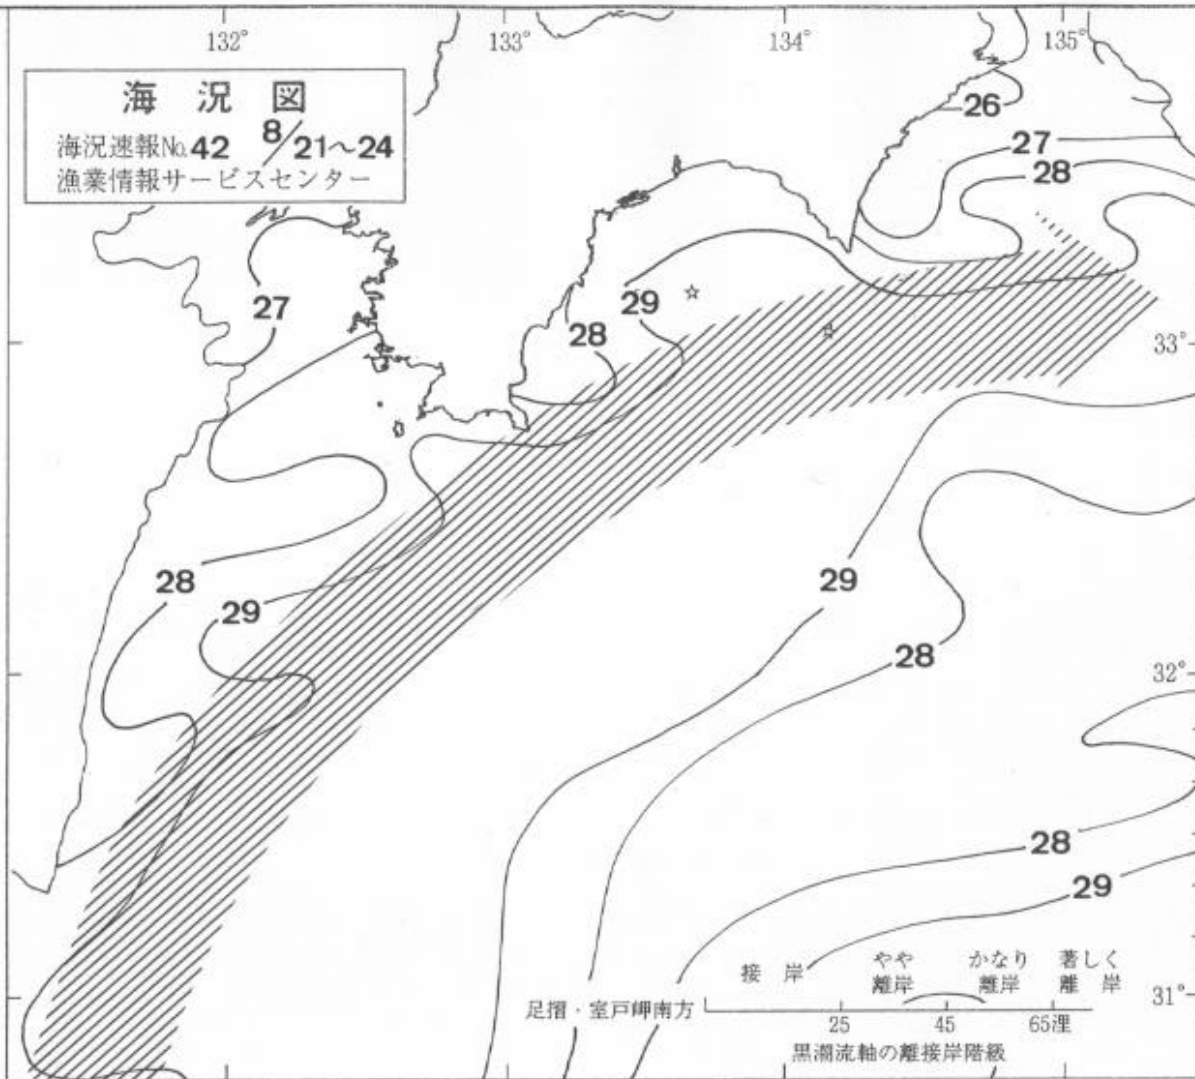 132° 133° 134° 135°
海況図
海況速報No.42 8/21~24
漁業情報サービスセンター
26
27
28
29
27
28
33°
28
29
29
28
32°
28
29
接岸 やや離岸 かなり離岸 著しく離岸
31°
足摺・室戸岬南方
25 45 65浬
黒潮流軸の離接岸階級